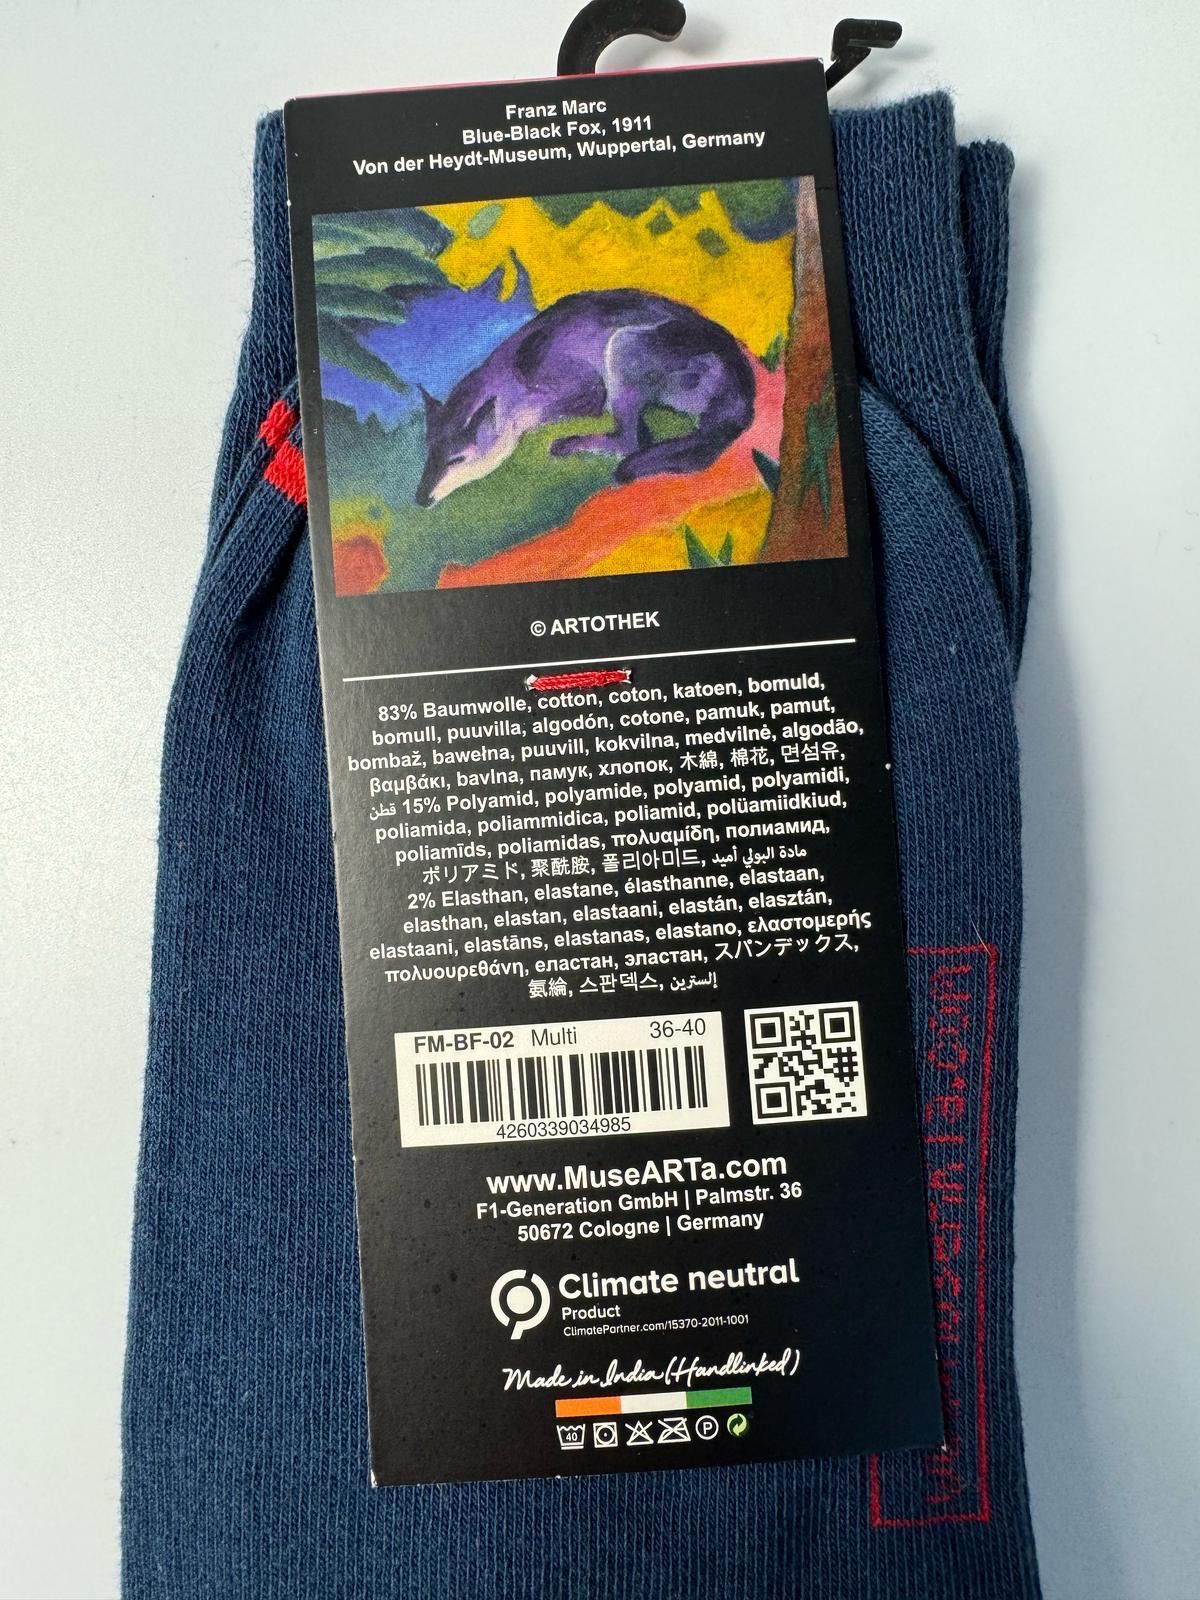 Franz Marc
Blue-Black Fox, 1911
Von der Heydt-Museum, Wuppertal, Germany
© ARTOTHEK
83% Baumwolle, cotton, coton, katoen, bomuld,
bomull, puuvilla, algodón, cotone, pamuk, pamut,
bombaž, bawełna, puuvill, kokvilna, medvilnė, algodão,
βαμβάκι, bavlna, памук, хлопок, 木綿, 棉花, 면섬유,
قطن 15% Polyamid, polyamide, polyamid, polyamidi,
poliamida, poliammidica, poliamid, polüamiidkiud,
poliamīds, poliamidas, πολυαμίδη, полиамид,
ポリアミド, 聚酰胺, 폴리아미드, مادة البولي أميد
2% Elasthan, elastane, élasthanne, elastaan,
elasthan, elastan, elastaani, elastán, elasztán,
elastaani, elastāns, elastanas, elastano, ελαστομερής
πολυουρεθάνη, еластан, эластан, スパンデックス,
氨綸, 스판덱스, إلسترين
FM-BF-02 Multi 36-40
4260339034985
www.MuseARTa.com
F1-Generation GmbH | Palmstr. 36
50672 Cologne | Germany
Climate neutral
Product
ClimatePartner.com/15370-2011-1001
Made in India (Handlinked)
40
P